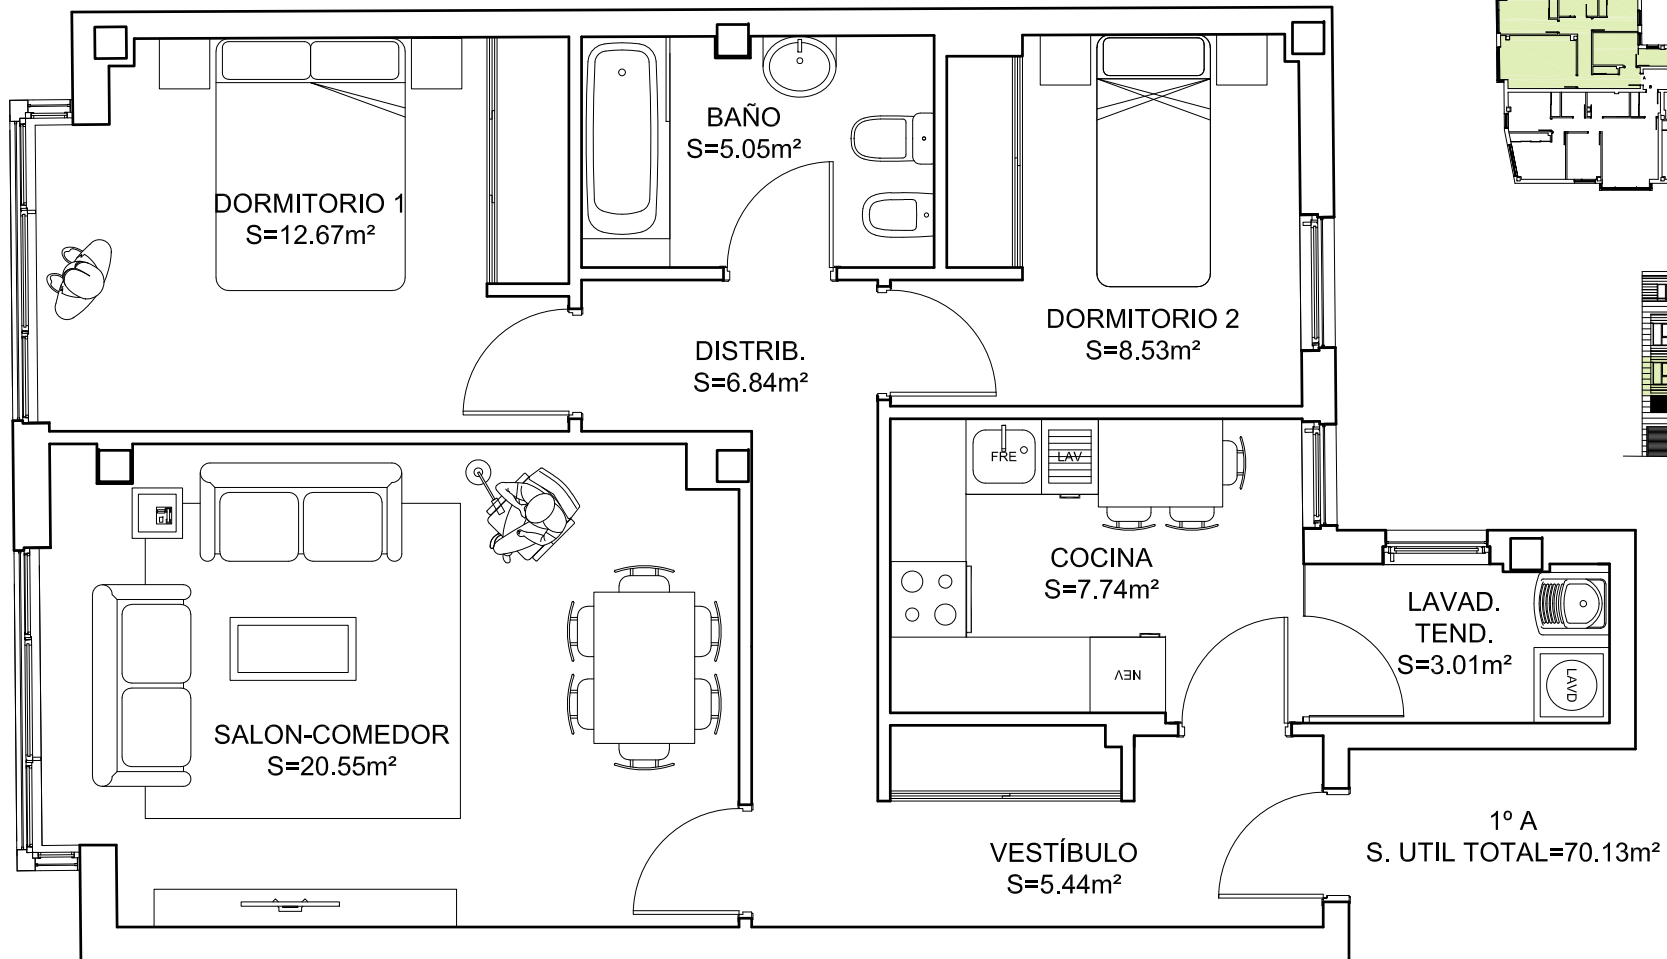 BAÑO
S=5.05m²
DORMITORIO 1
S=12.67m²
DORMITORIO 2
S=8.53m²
DISTRIB.
S=6.84m²
FRE
LAV
COCINA
S=7.74m²
NEV
LAVAD.
TEND.
S=3.01m²
LAVD
SALON-COMEDOR
S=20.55m²
VESTÍBULO
S=5.44m²
1º A
S. UTIL TOTAL=70.13m²